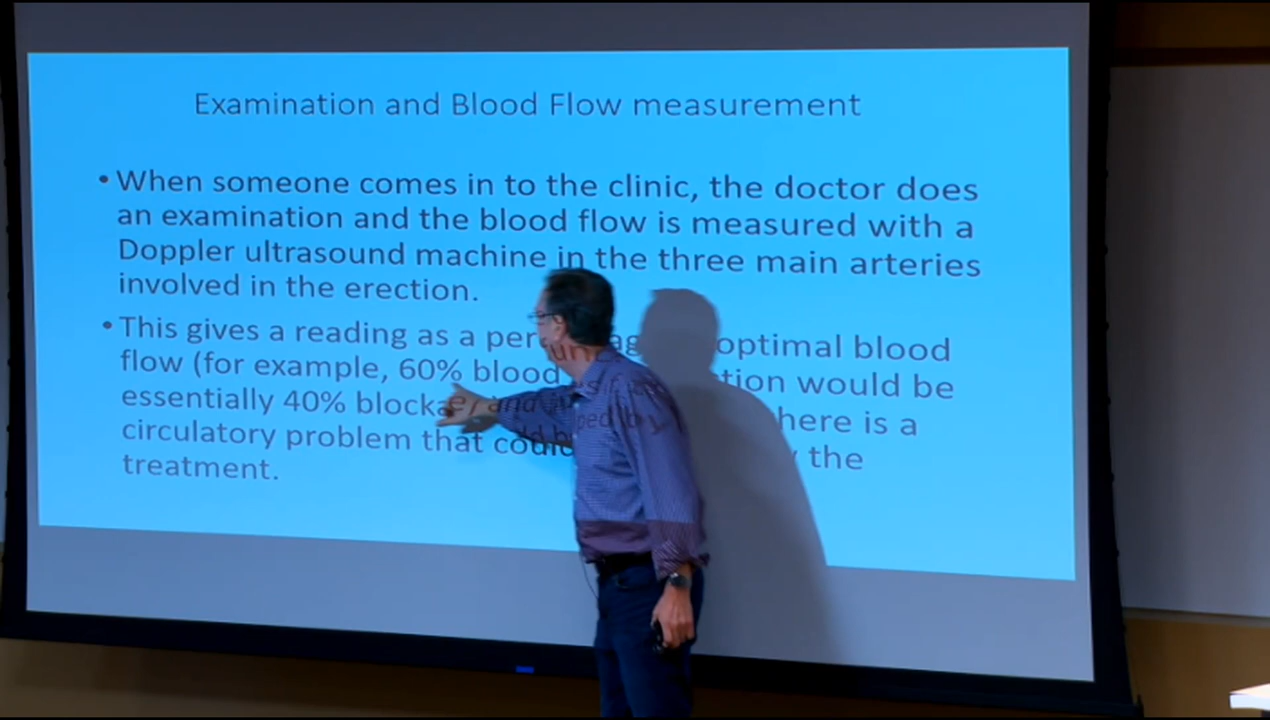 Examination and Blood Flow measurement
• When someone comes in to the clinic, the doctor does
an examination and the blood flow is measured with a
Doppler ultrasound machine in the three main arteries
involved in the erection.
• This gives a reading as a optimal blood
flow (for example, 60% blood would be
essentially 40% here is a
circulatory problem that could the
treatment.